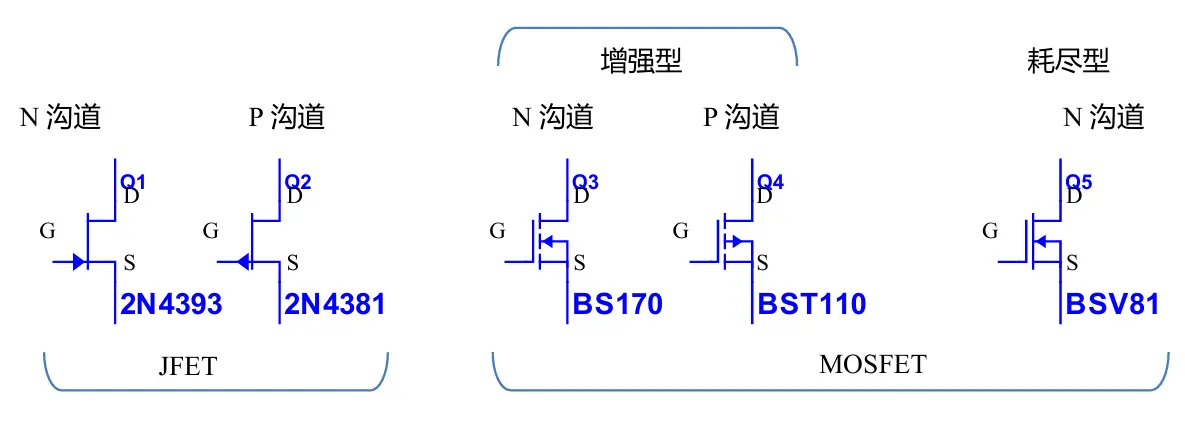 增强型 耗尽型
N 沟道 P 沟道 N 沟道 P 沟道 N 沟道
Q1 Q2 Q3 Q4 Q5
D D D D D
G G G G G
S S S S S
2N4393 2N4381 BS170 BST110 BSV81
JFET MOSFET